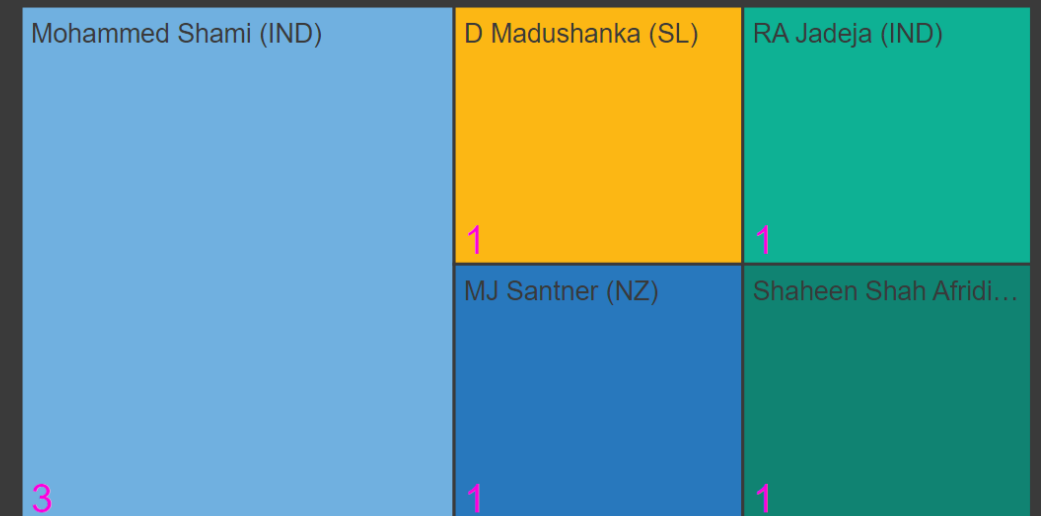 Mohammed Shami (IND)
3
D Madushanka (SL)
1
RA Jadeja (IND)
1
MJ Santner (NZ)
1
Shaheen Shah Afridi…
1